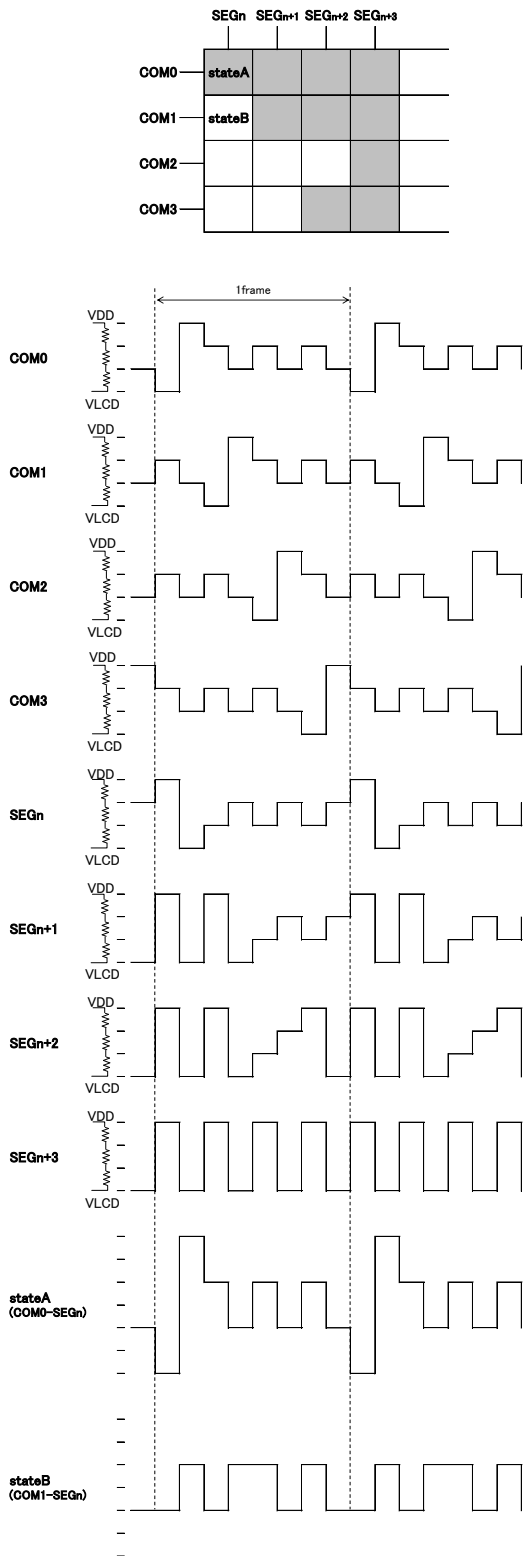 SEGn SEGn+1 SEGn+2 SEGn+3
COM0 stateA
COM1 stateB
COM2
COM3
1frame
VDD
COM0
VLCD
VDD
COM1
VLCD
VDD
COM2
VLCD
VDD
COM3
VLCD
VDD
SEGn
VLCD
VDD
SEGn+1
VLCD
VDD
SEGn+2
VLCD
VDD
SEGn+3
VLCD
stateA
(COM0-SEGn)
stateB
(COM1-SEGn)